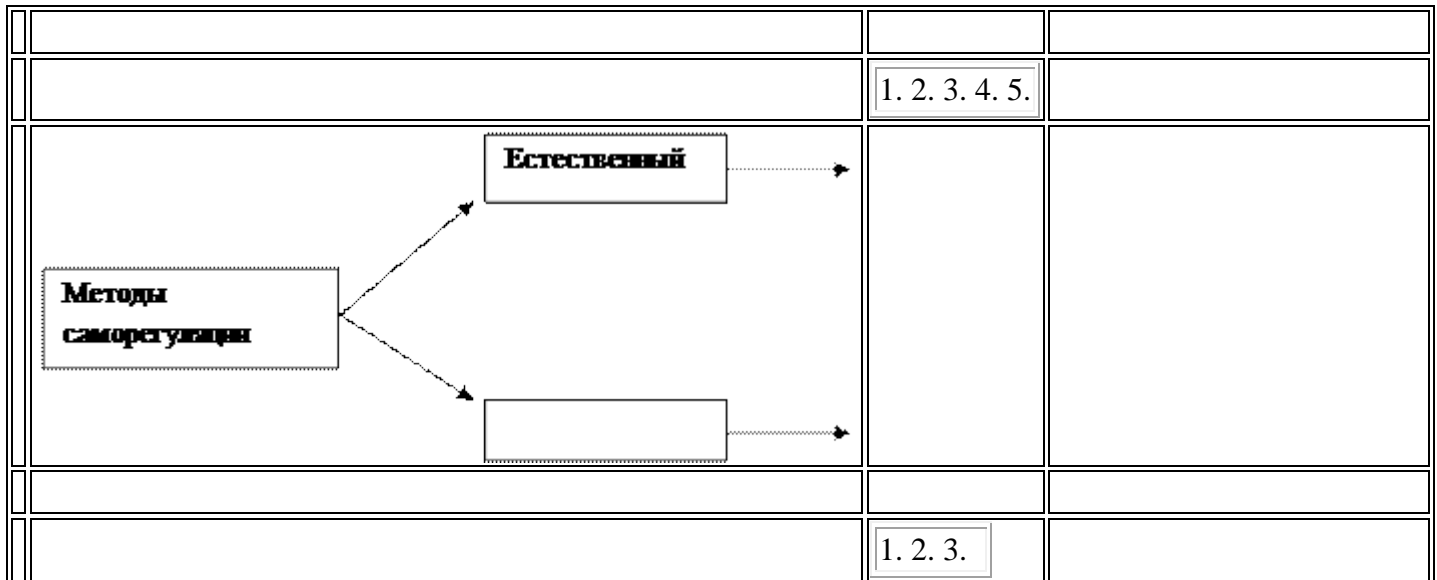 1. 2. 3. 4. 5.
Естественный
Методы
саморегуляции
1. 2. 3.